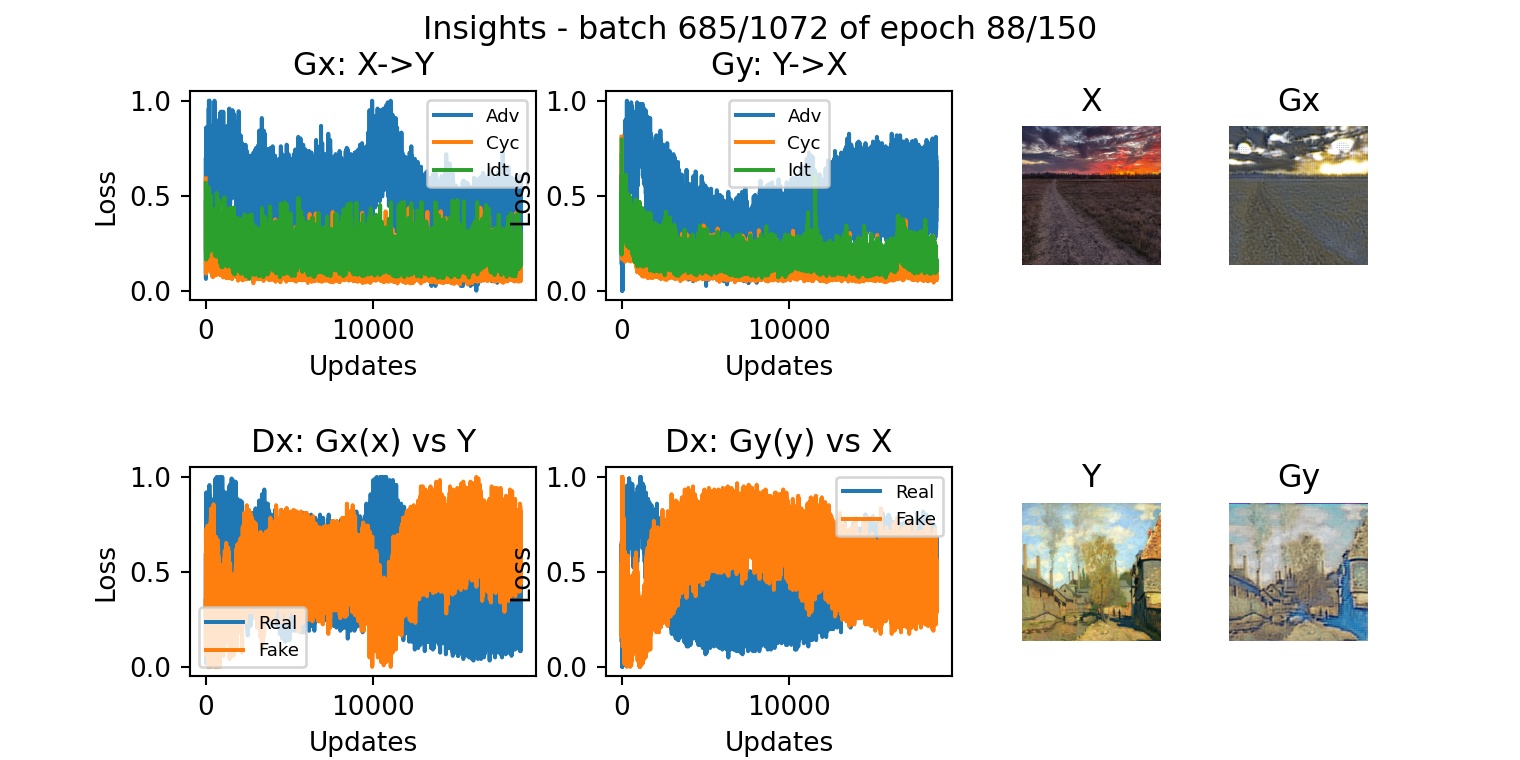 Insights - batch 685/1072 of epoch 88/150
Gx: X->Y
1.0
0.5
0.0
Loss
Adv
Cyc
Idt
0
10000
Updates
Gy: Y->X
1.0
0.5
0.0
Loss
Adv
Cyc
Idt
0
10000
Updates
X
Gx
Dx: Gx(x) vs Y
1.0
0.5
0.0
Loss
Real
Fake
0
10000
Updates
Dx: Gy(y) vs X
1.0
0.5
0.0
Loss
Real
Fake
0
10000
Updates
Y
Gy